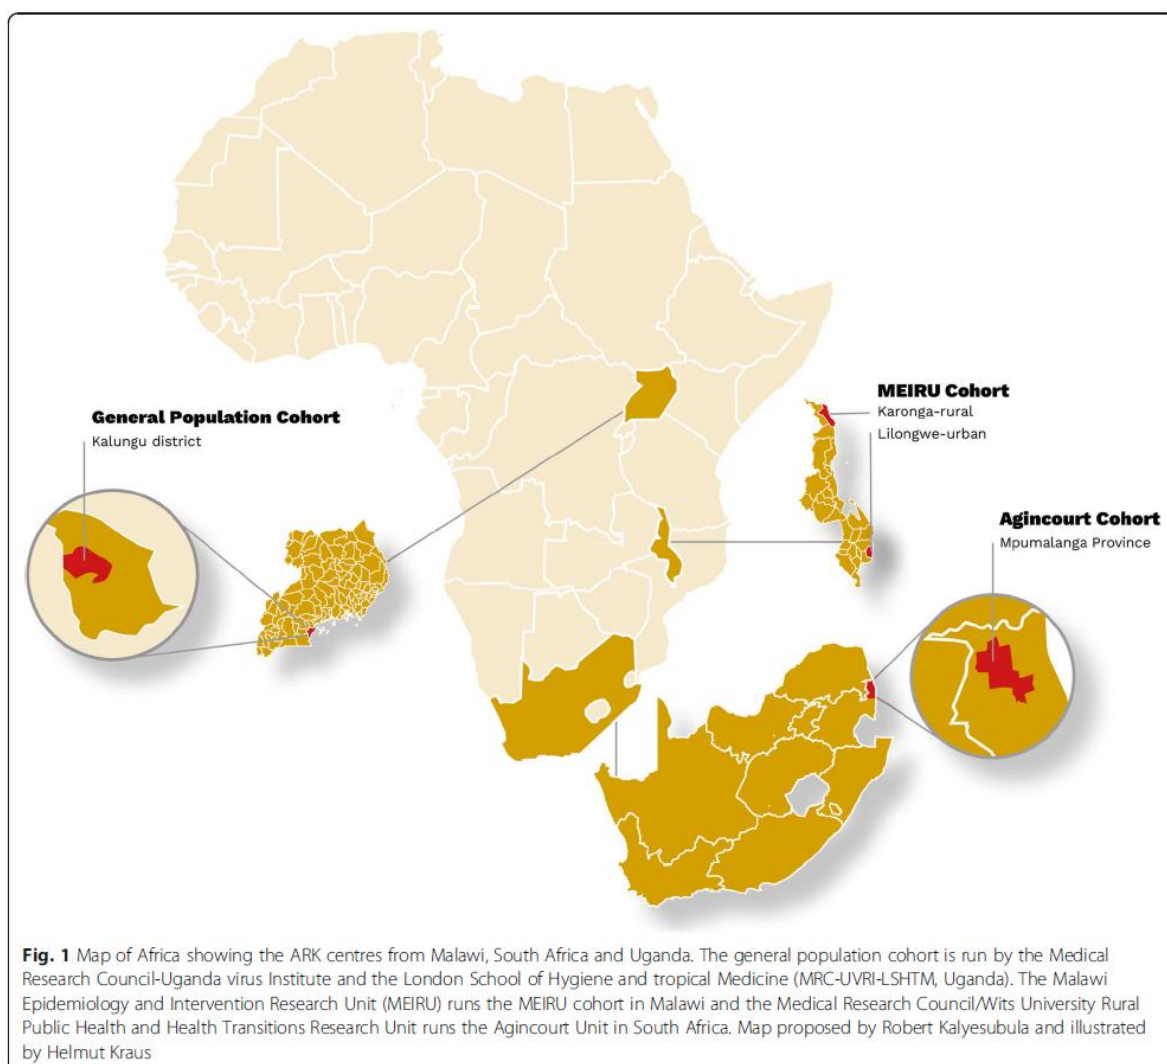 General Population Cohort
Kalungu district
MEIRU Cohort
Karonga-rural
Lilongwe-urban
Agincourt Cohort
Mpumalanga Province
Fig. 1 Map of Africa showing the ARK centres from Malawi, South Africa and Uganda. The general population cohort is run by the Medical
Research Council-Uganda virus Institute and the London School of Hygiene and tropical Medicine (MRC-UVRI-LSHTM, Uganda). The Malawi
Epidemiology and Intervention Research Unit (MEIRU) runs the MEIRU cohort in Malawi and the Medical Research Council/Wits University Rural
Public Health and Health Transitions Research Unit runs the Agincourt Unit in South Africa. Map proposed by Robert Kalyesubula and illustrated
by Helmut Kraus